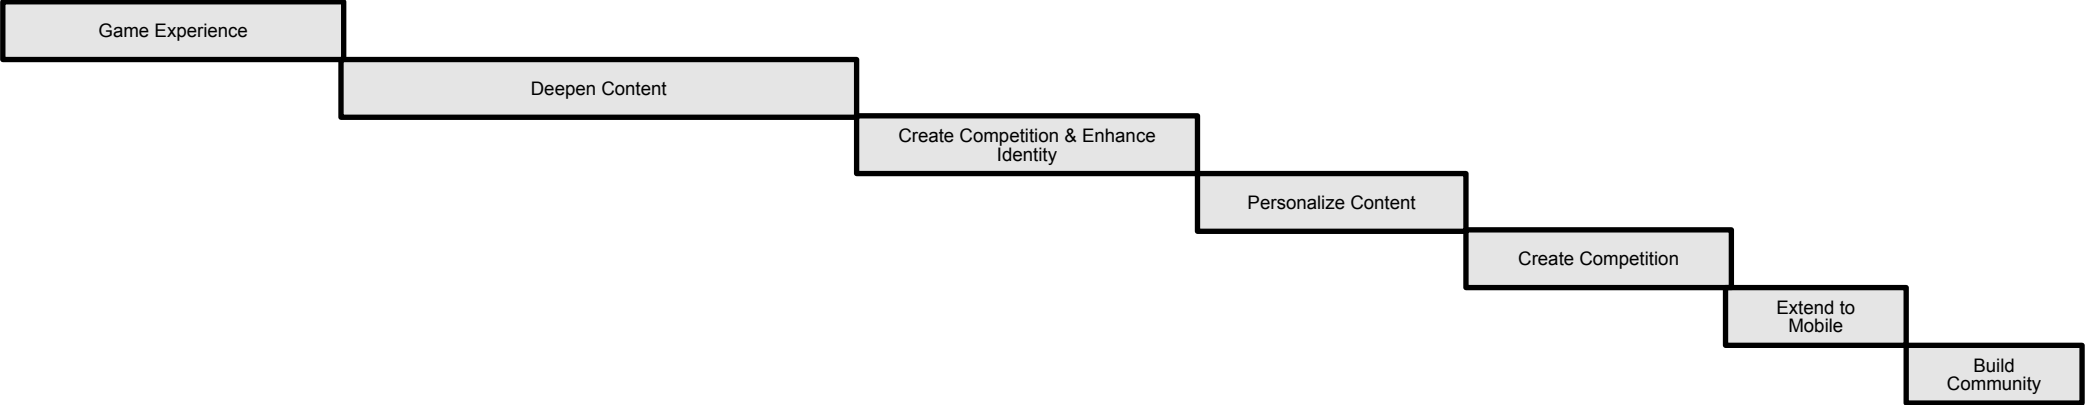 Game Experience
Deepen Content
Create Competition & Enhance
Identity
Personalize Content
Create Competition
Extend to
Mobile
Build
Community